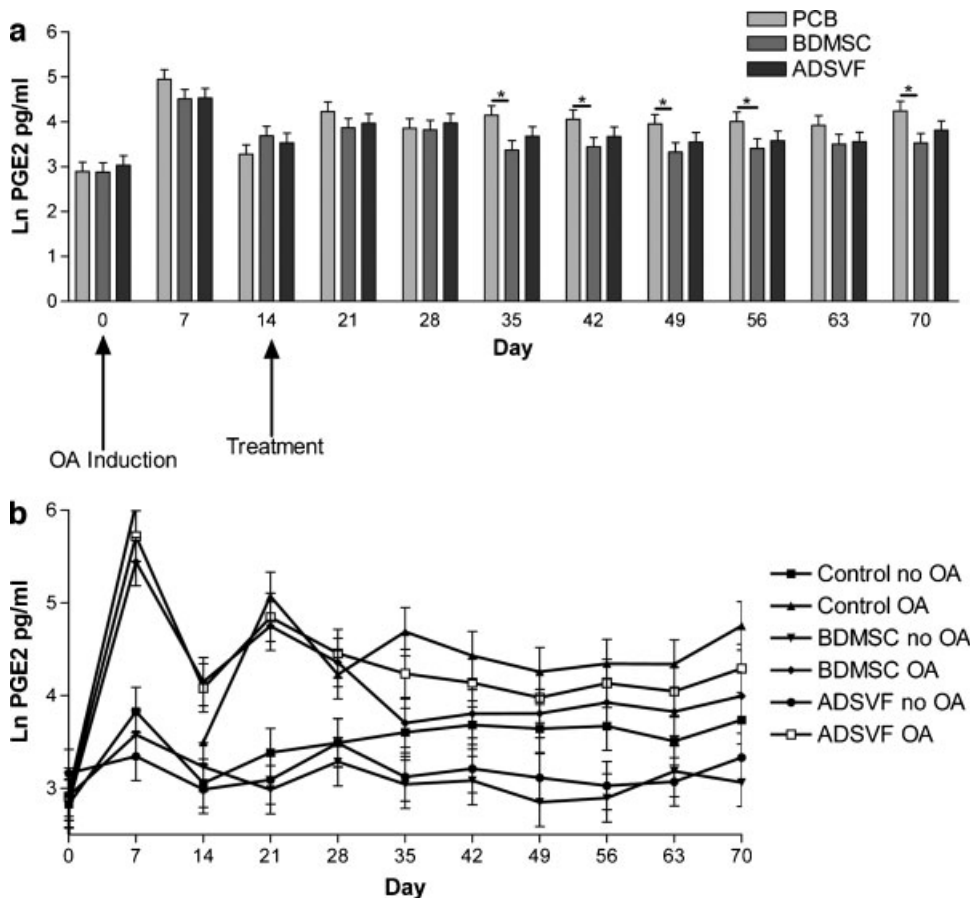 a
PCB
BDMSC
ADSVF
Ln PGE2 pg/ml
6
5
4
3
2
1
0
* * * * *
0 7 14 21 28 35 42 49 56 63 70
Day
OA Induction
Treatment
b
Ln PGE2 pg/ml
6
5
4
3
Control no OA
Control OA
BDMSC no OA
BDMSC OA
ADSVF no OA
ADSVF OA
0 7 14 21 28 35 42 49 56 63 70
Day